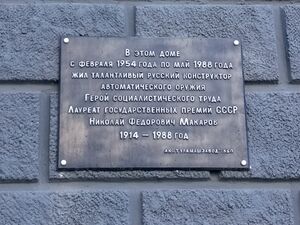 В ЭТОМ ДОМЕ
С ФЕВРАЛЯ 1954 ГОДА ПО МАЙ 1988 ГОДА
ЖИЛ ТАЛАНТЛИВЫЙ РУССКИЙ КОНСТРУКТОР
АВТОМАТИЧЕСКОГО ОРУЖИЯ
ГЕРОЙ СОЦИАЛИСТИЧЕСКОГО ТРУДА
ЛАУРЕАТ ГОСУДАРСТВЕННЫХ ПРЕМИЙ СССР
НИКОЛАЙ ФЕДОРОВИЧ МАКАРОВ
1914 — 1988 ГОД